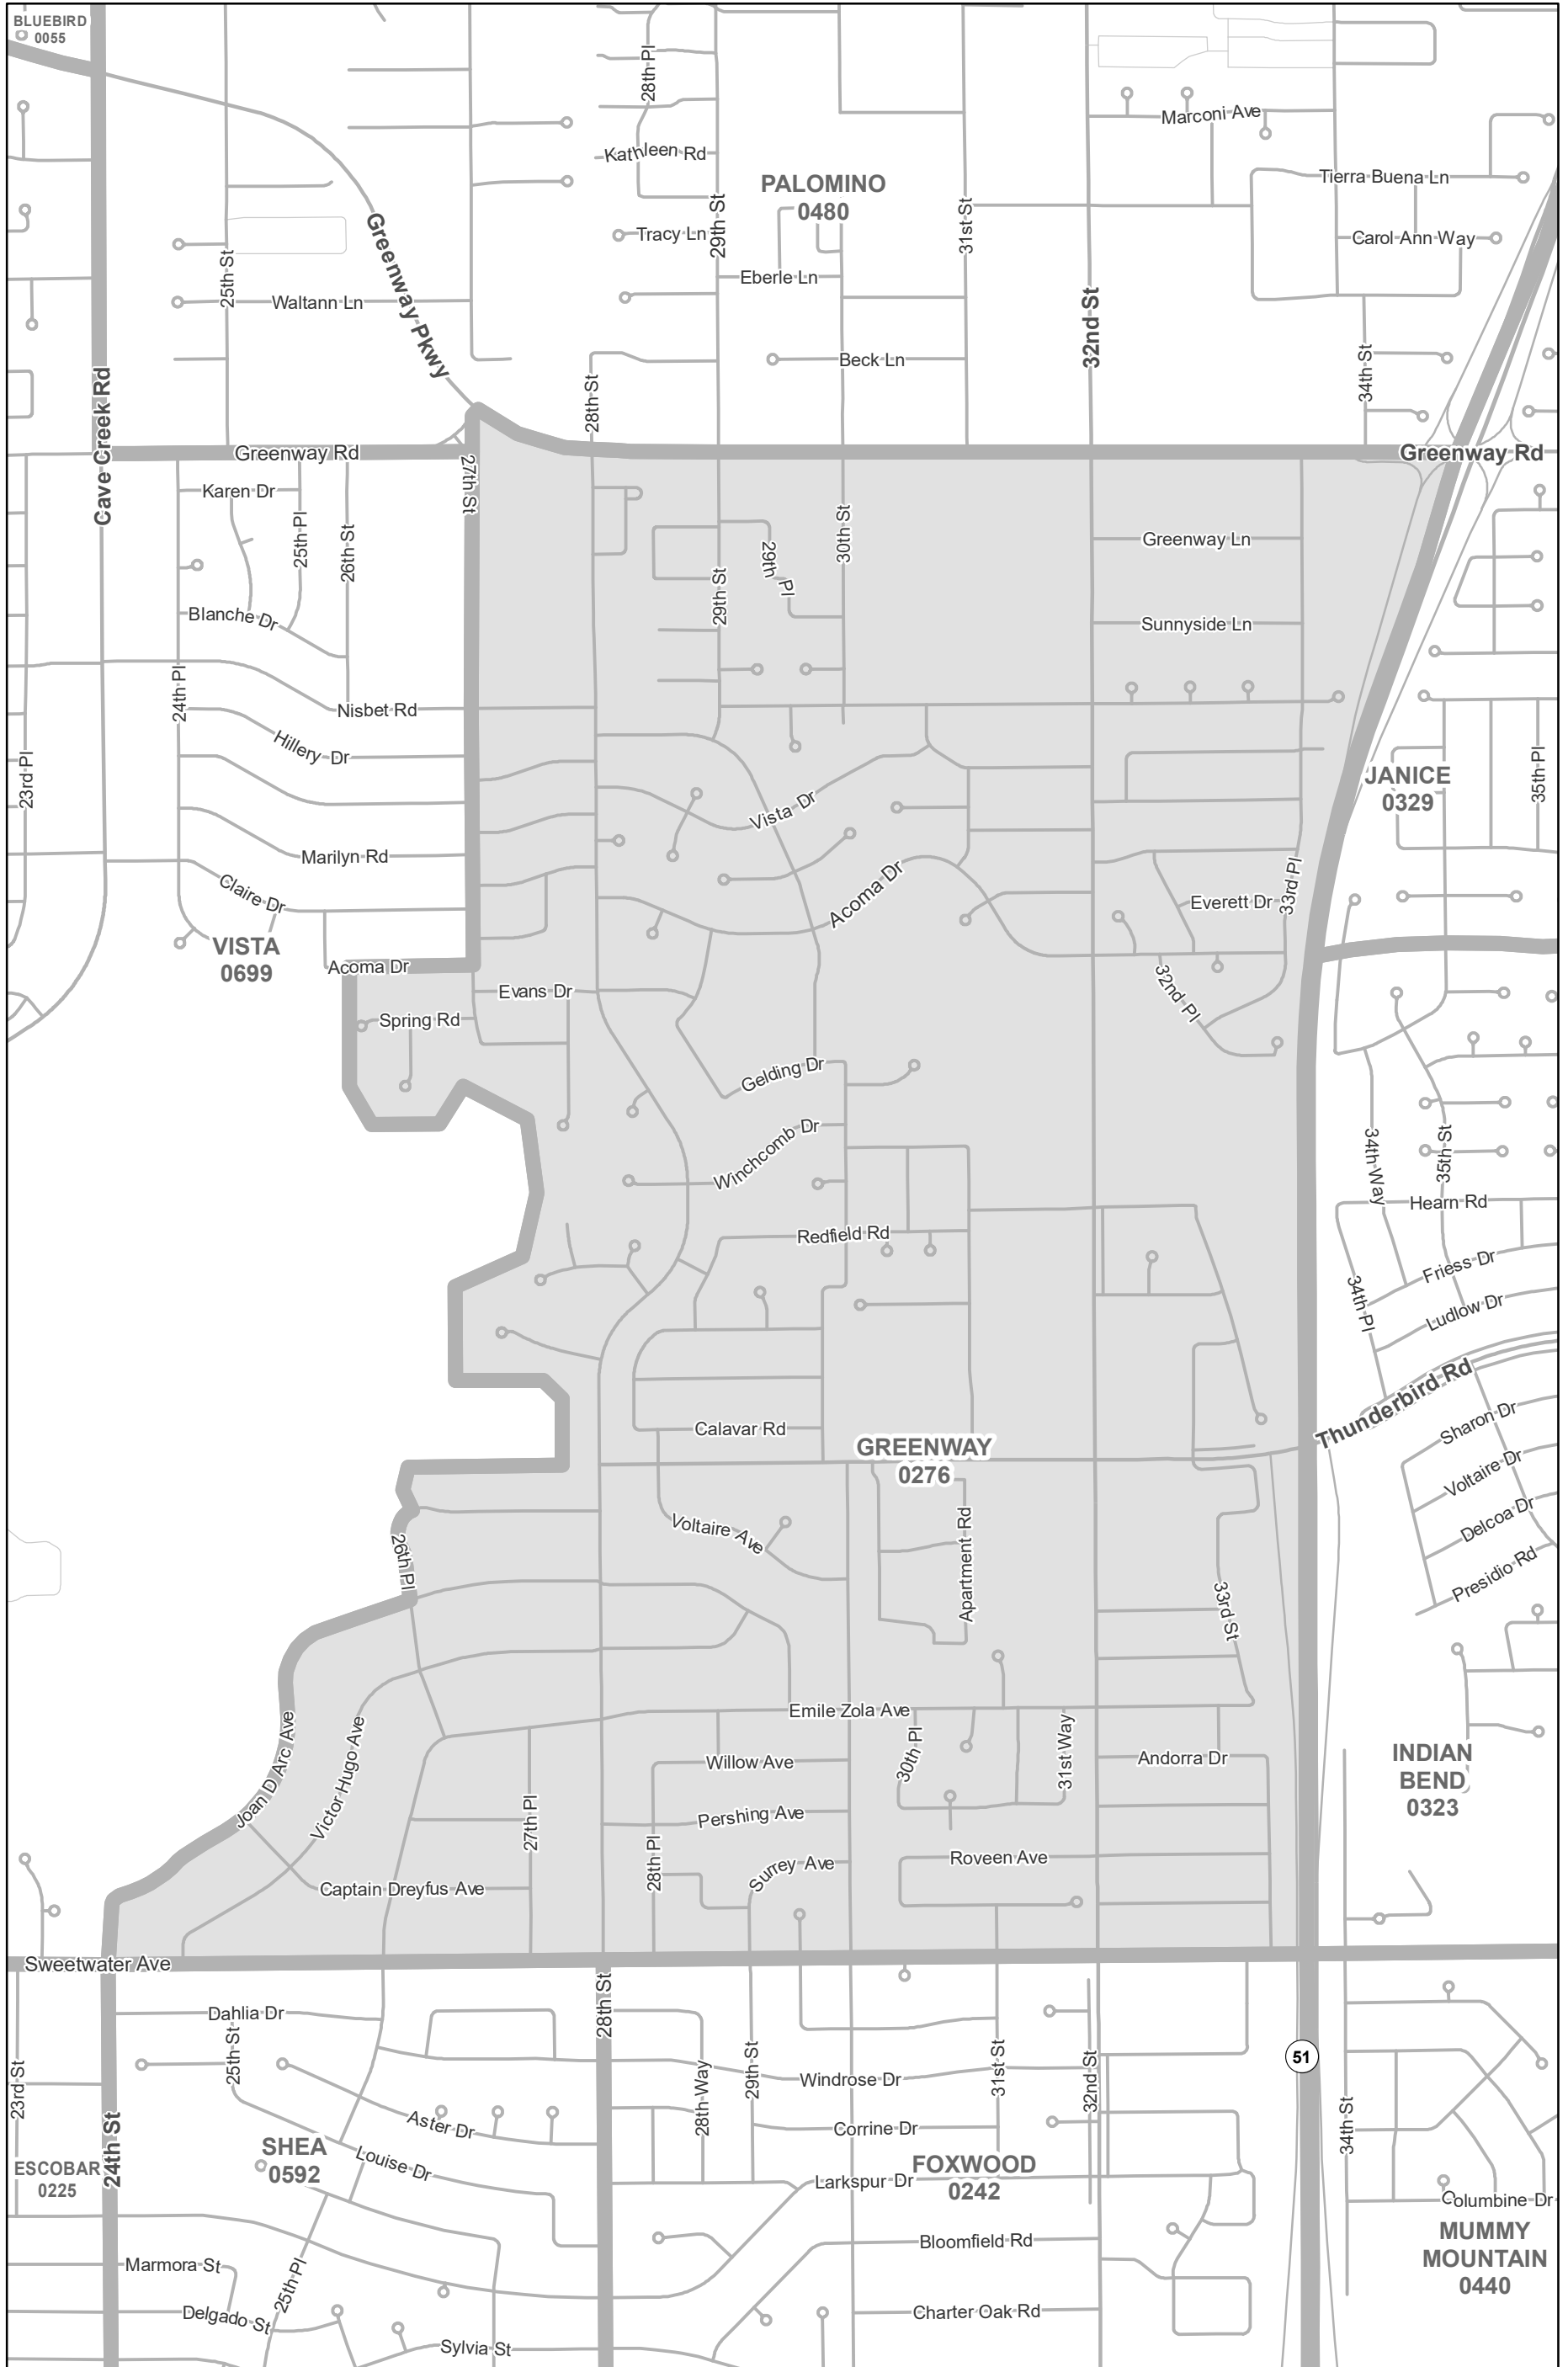 BLUEBIRD
0055
28th Pl
Marconi Ave
Kathleen Rd
PALOMINO
0480
Tierra Buena Ln
Greenway Pkwy
29th St
31st St
Tracy Ln
Carol Ann Way
25th St
Eberle Ln
Waltann Ln
32nd St
Beck Ln
34th St
28th St
Cave Creek Rd
Greenway Rd
Greenway Rd
27th St
Karen Dr
25th Pl
26th St
29th Pl
30th St
29th St
Greenway Ln
Blanche Dr
Sunnyside Ln
24th Pl
Nisbet Rd
Hillery Dr
23rd Pl
JANICE
0329
35th Pl
Vista Dr
Marilyn Rd
Claire Dr
Acoma Dr
Everett Dr
33rd Pl
VISTA
0699
Acoma Dr
Evans Dr
32nd Pl
Spring Rd
Gelding Dr
Winchcomb Dr
34th Way
35th St
Hearn Rd
Redfield Rd
Friess Dr
34th Pl
Ludlow Dr
Thunderbird Rd
Calavar Rd
GREENWAY
0276
Sharon Dr
Voltaire Dr
Voltaire Ave
Delcoa Dr
26th Pl
Apartment Rd
Presidio Rd
33rd St
Emile Zola Ave
Joan D Arc Ave
Victor Hugo Ave
Willow Ave
30th Pl
31st Way
Andorra Dr
INDIAN
BEND
0323
27th Pl
Pershing Ave
28th Pl
Surrey Ave
Roveen Ave
Captain Dreyfus Ave
Sweetwater Ave
28th St
Dahlia Dr
25th St
23rd St
28th Way
29th St
Windrose Dr
31st St
32nd St
51
34th St
Aster Dr
Corrine Dr
24th St
SHEA
0592
Louise Dr
ESCOBAR
0225
FOXWOOD
0242
Larkspur Dr
Columbine Dr
Bloomfield Rd
MUMMY
MOUNTAIN
0440
Marmora St
25th Pl
Delgado St
Charter Oak Rd
Sylvia St